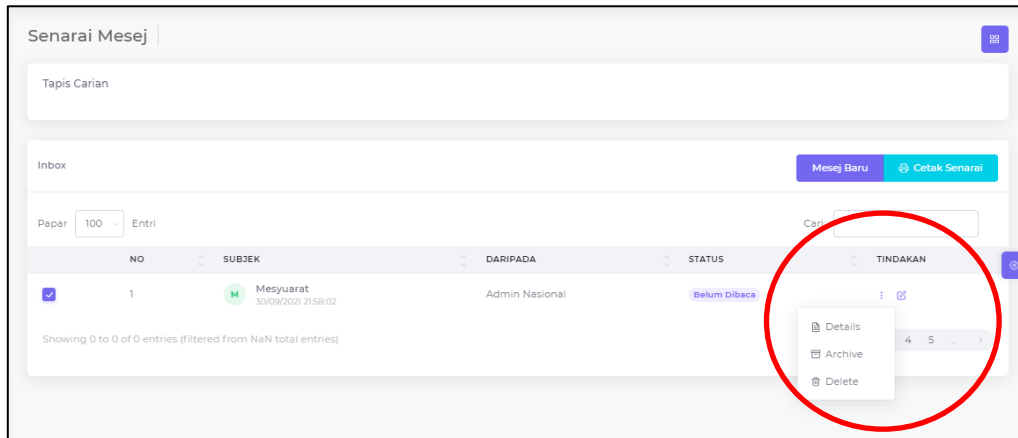 Senarai Mesej
Tapis Carian
Inbox
Mesej Baru
Cetak Senarai
Papar 100 Entri
Cari:
NO SUBJEK DARIPADA STATUS TINDAKAN
1 M Mesyuarat Admin Nasional Belum Dibaca
30/09/2021 21:58:02
Showing 0 to 0 of 0 entries (filtered from NaN total entries)
4 5 ...
Details
Archive
Delete